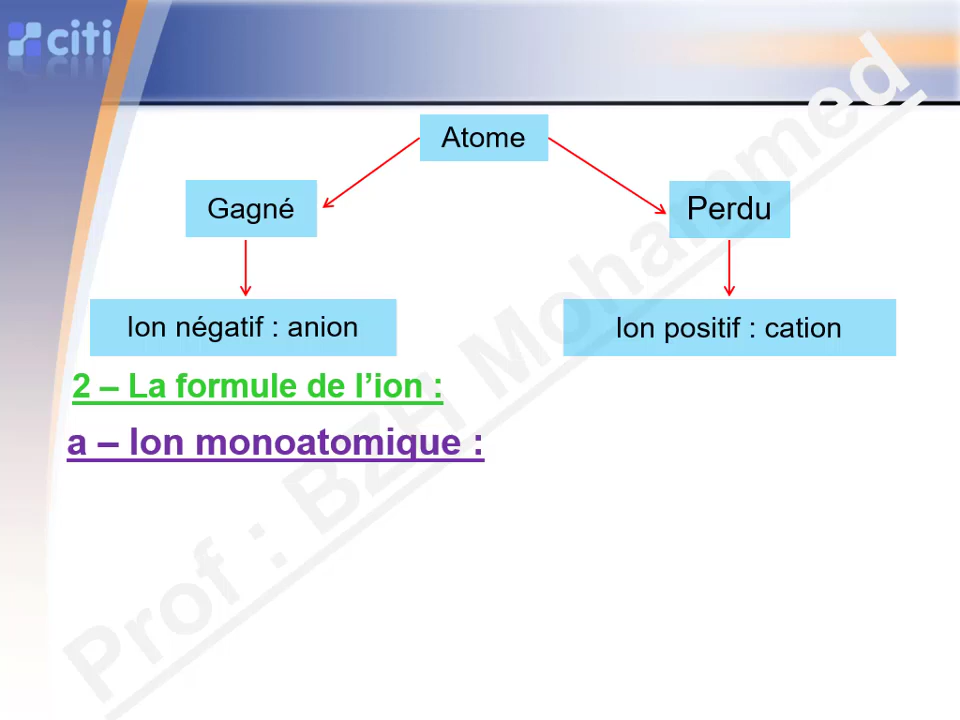 citi
Atome
Gagné
Perdu
Ion négatif : anion
Ion positif : cation
2 – La formule de l’ion :
a – Ion monoatomique :
Prof : BZH Mohammed